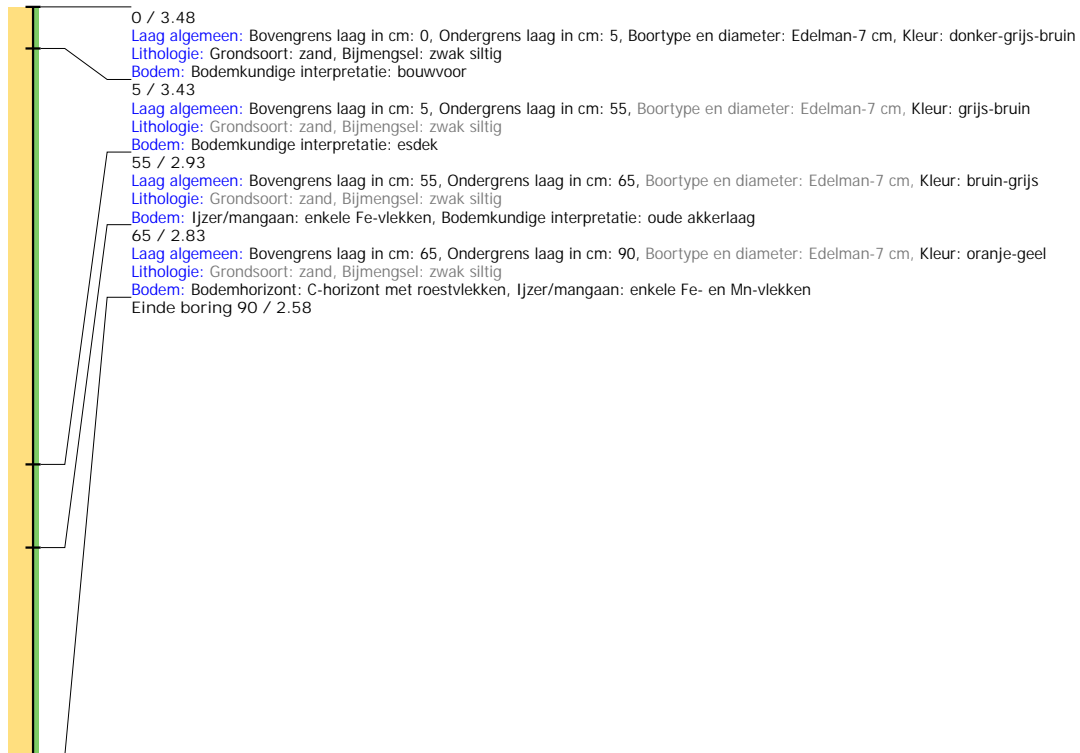 0 / 3.48
Laag algemeen: Bovengrens laag in cm: 0, Ondergrens laag in cm: 5, Boortype en diameter: Edelman-7 cm, Kleur: donker-grijs-bruin
Lithologie: Grondsoort: zand, Bijmengsel: zwak siltig
Bodem: Bodemkundige interpretatie: bouwvoor
5 / 3.43
Laag algemeen: Bovengrens laag in cm: 5, Ondergrens laag in cm: 55, Boortype en diameter: Edelman-7 cm, Kleur: grijs-bruin
Lithologie: Grondsoort: zand, Bijmengsel: zwak siltig
Bodem: Bodemkundige interpretatie: esdek
55 / 2.93
Laag algemeen: Bovengrens laag in cm: 55, Ondergrens laag in cm: 65, Boortype en diameter: Edelman-7 cm, Kleur: bruin-grijs
Lithologie: Grondsoort: zand, Bijmengsel: zwak siltig
Bodem: Ijzer/mangaan: enkele Fe-vlekken, Bodemkundige interpretatie: oude akkerlaag
65 / 2.83
Laag algemeen: Bovengrens laag in cm: 65, Ondergrens laag in cm: 90, Boortype en diameter: Edelman-7 cm, Kleur: oranje-geel
Lithologie: Grondsoort: zand, Bijmengsel: zwak siltig
Bodem: Bodemhorizont: C-horizont met roestvlekken, Ijzer/mangaan: enkele Fe- en Mn-vlekken
Einde boring 90 / 2.58